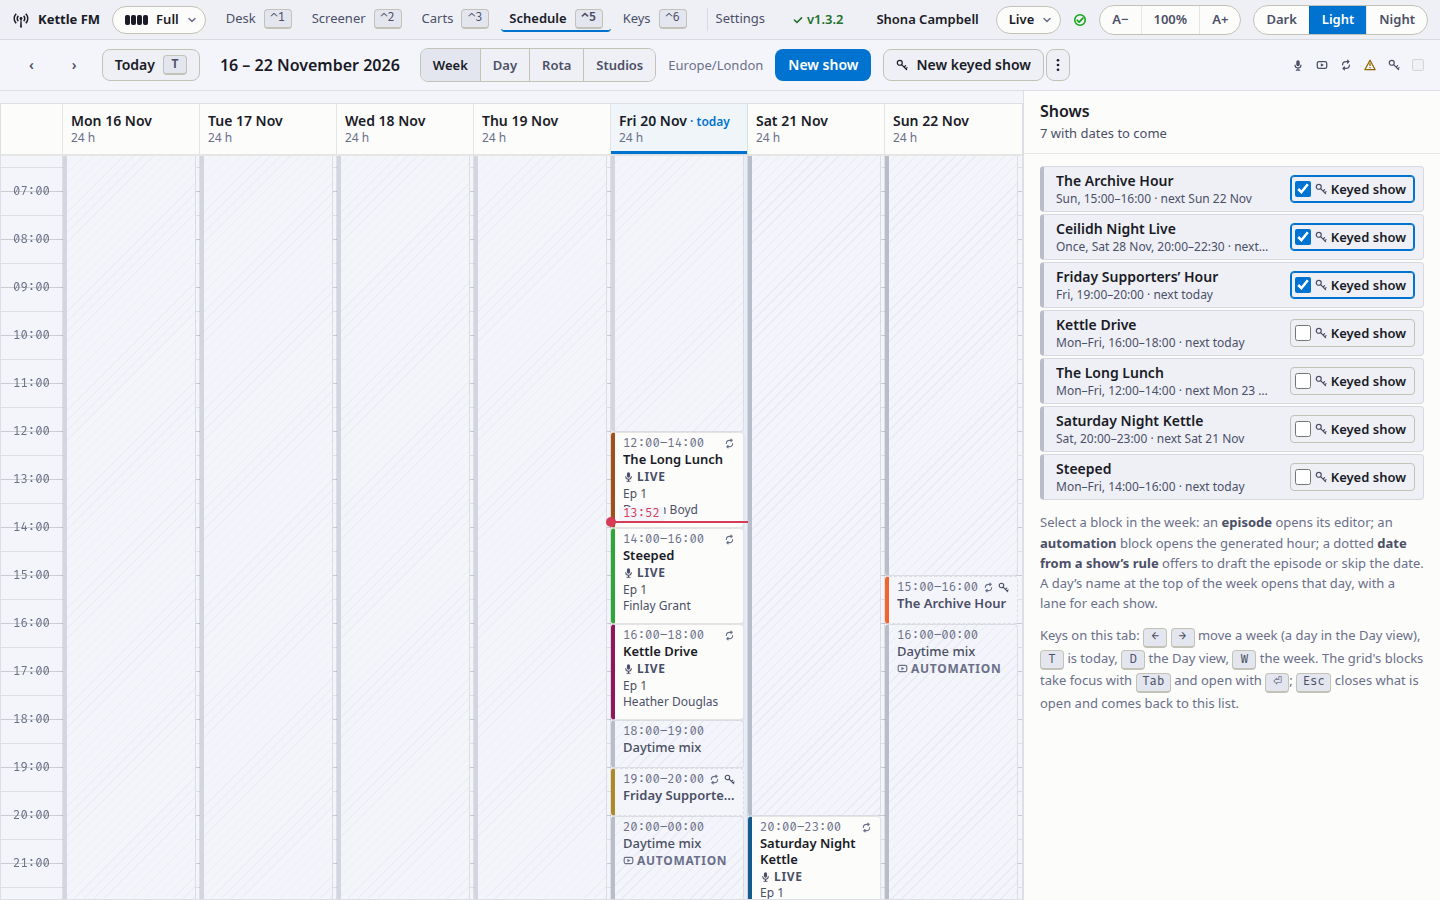 Kettle FM
Full
Desk ^1
Screener ^2
Carts ^3
Schedule ^5
Keys ^6
Settings
v1.3.2
Shona Campbell
Live
A− 100% A+
Dark Light Night
‹ › Today T
16 – 22 November 2026
Week Day Rota Studios
Europe/London
New show
New keyed show
Mon 16 Nov
24 h
Tue 17 Nov
24 h
Wed 18 Nov
24 h
Thu 19 Nov
24 h
Fri 20 Nov · today
24 h
Sat 21 Nov
24 h
Sun 22 Nov
24 h
07:00
08:00
09:00
10:00
11:00
12:00
13:00
14:00
15:00
16:00
17:00
18:00
19:00
20:00
21:00
12:00–14:00
The Long Lunch
LIVE
Ep 1
Boyd
13:52
14:00–16:00
Steeped
LIVE
Ep 1
Finlay Grant
16:00–18:00
Kettle Drive
LIVE
Ep 1
Heather Douglas
18:00–19:00
Daytime mix
19:00–20:00
Friday Supporte…
20:00–00:00
Daytime mix
AUTOMATION
20:00–23:00
Saturday Night
Kettle
LIVE
Ep 1
15:00–16:00
The Archive Hour
16:00–00:00
Daytime mix
AUTOMATION
Shows
7 with dates to come
The Archive Hour
Sun, 15:00–16:00 · next Sun 22 Nov
Keyed show
Ceilidh Night Live
Once, Sat 28 Nov, 20:00–22:30 · next…
Keyed show
Friday Supporters’ Hour
Fri, 19:00–20:00 · next today
Keyed show
Kettle Drive
Mon–Fri, 16:00–18:00 · next today
Keyed show
The Long Lunch
Mon–Fri, 12:00–14:00 · next Mon 23 …
Keyed show
Saturday Night Kettle
Sat, 20:00–23:00 · next Sat 21 Nov
Keyed show
Steeped
Mon–Fri, 14:00–16:00 · next today
Keyed show
Select a block in the week: an episode opens its editor; an
automation block opens the generated hour; a dotted date
from a show’s rule offers to draft the episode or skip the date.
A day’s name at the top of the week opens that day, with a
lane for each show.
Keys on this tab: ← → move a week (a day in the Day view),
T is today, D the Day view, W the week. The grid's blocks
take focus with Tab and open with ⏎; Esc closes what is
open and comes back to this list.